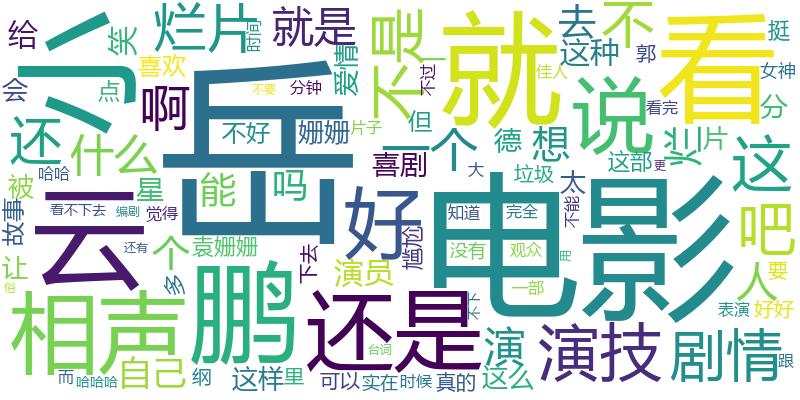 给
小
烂片
笑
就是
时间
喜欢
爱情
不是
就
去
不
看
挺
这种
郭
佳人
女神
会
点
啊
岳
不要
分钟
不过
说
看完
分
还
什么
不好
姗姗
片子
但
一个
德
想
烂
片
这
哈哈
被
星
能
吗
喜剧
垃圾
太
这部
大
更
故事
看不下去
编剧
觉得
云
好
知道
完全
不能
吧
还有
个
袁姗姗
下去
尴尬
电影
没有
观众
用
人
让
俗
多
演员
一部
要
相声
鹏
还是
不下
表演
好好
台词
演
演技
剧情
而
哈哈哈
自己
纲
这样
里
可以
实在
时候
真的
这么
跟